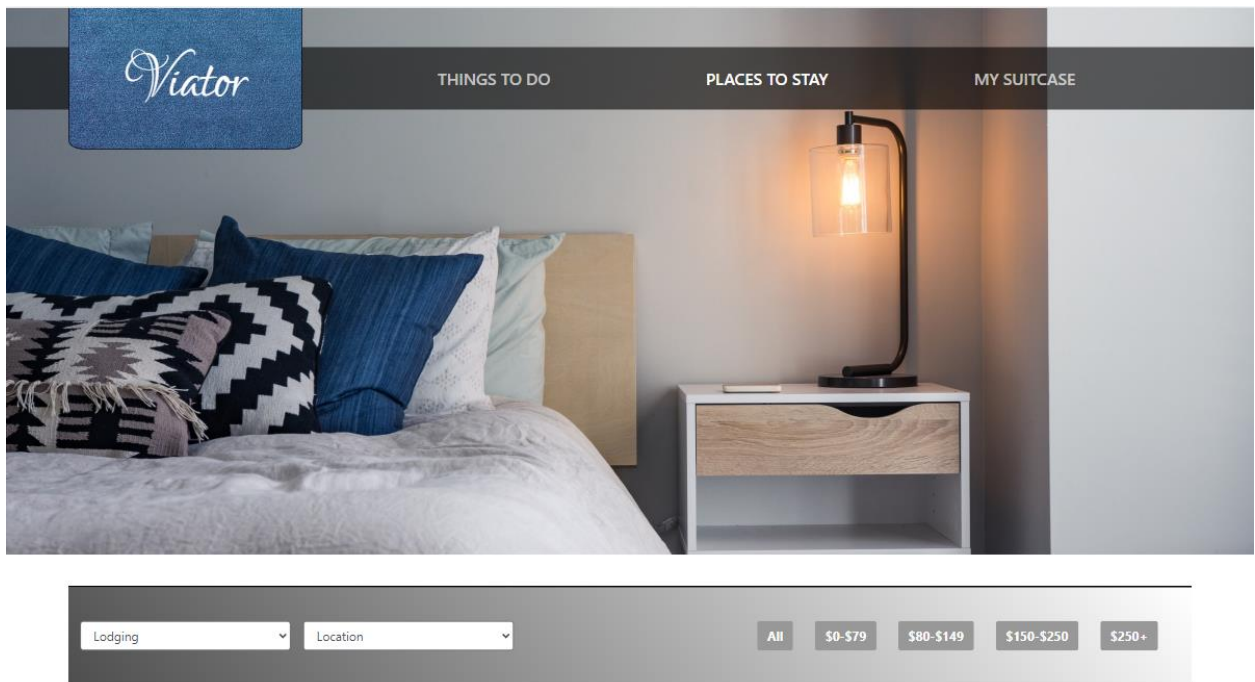 Viator
THINGS TO DO
PLACES TO STAY
MY SUITCASE
Lodging
Location
All
$0-$79
$80-$149
$150-$250
$250+